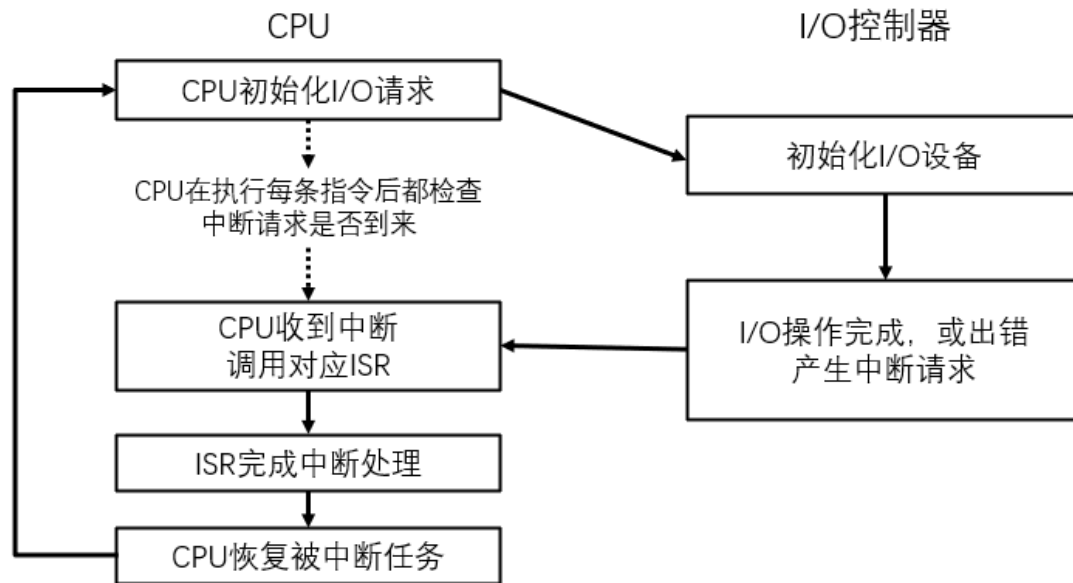 CPU
I/O控制器
CPU初始化I/O请求
初始化I/O设备
CPU在执行每条指令后都检查
中断请求是否到来
CPU收到中断
调用对应ISR
I/O操作完成，或出错
产生中断请求
ISR完成中断处理
CPU恢复被中断任务